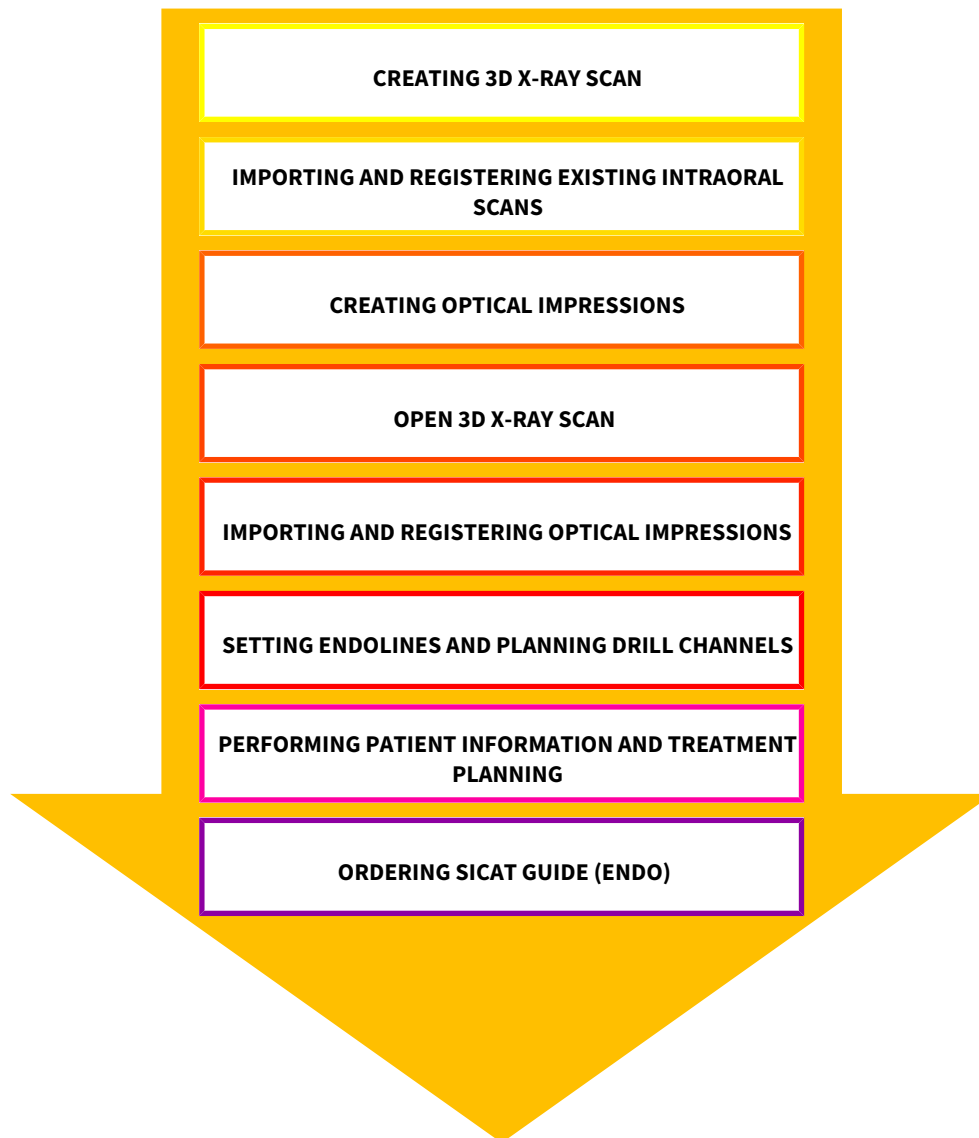 CREATING 3D X-RAY SCAN
IMPORTING AND REGISTERING EXISTING INTRAORAL
SCANS
CREATING OPTICAL IMPRESSIONS
OPEN 3D X-RAY SCAN
IMPORTING AND REGISTERING OPTICAL IMPRESSIONS
SETTING ENDOLINES AND PLANNING DRILL CHANNELS
PERFORMING PATIENT INFORMATION AND TREATMENT
PLANNING
ORDERING SICAT GUIDE (ENDO)